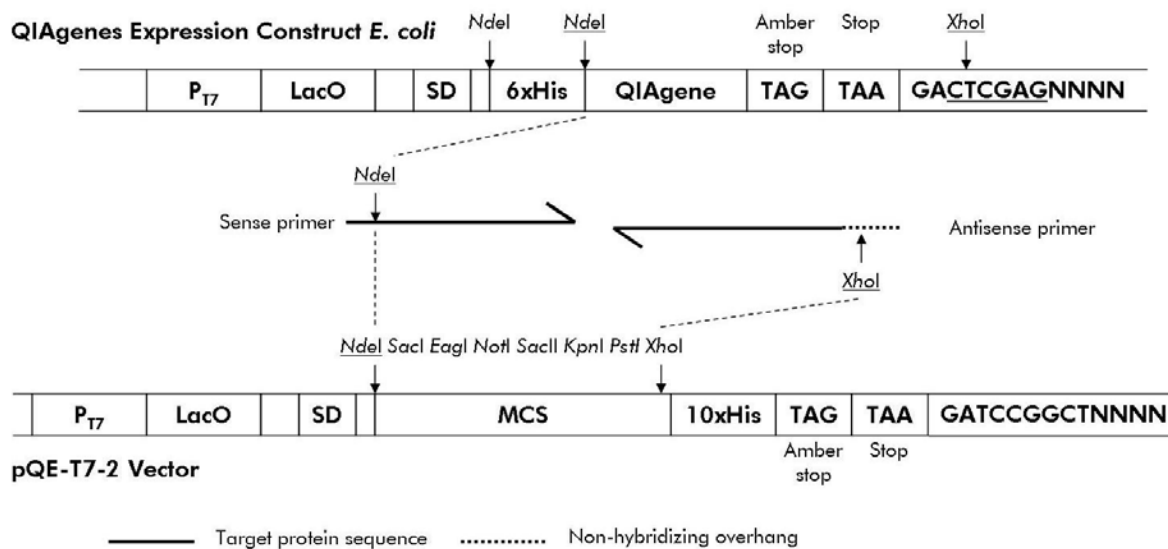 QIAgenes Expression Construct E. coli
NdeI NdeI Amber stop Stop XhoI
PT7 LacO SD 6xHis QIAgene TAG TAA GACTCGAGNNNN
NdeI
Sense primer
Antisense primer
XhoI
NdeI SacI EagI NotI SacII KpnI PstI XhoI
PT7 LacO SD MCS 10xHis TAG TAA GATCCGGCTNNNN
Amber stop Stop
pQE-T7-2 Vector
Target protein sequence Non-hybridizing overhang